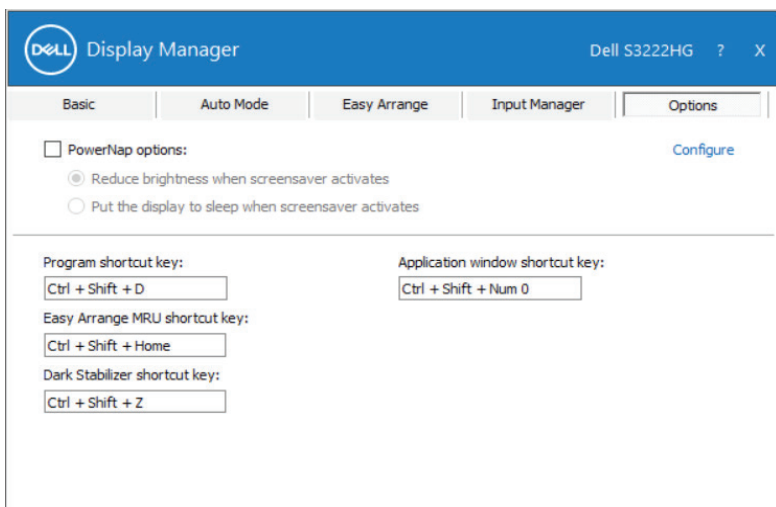 DELL Display Manager Dell S3222HG ? X
Basic Auto Mode Easy Arrange Input Manager Options
PowerNap options: Configure
Reduce brightness when screensaver activates
Put the display to sleep when screensaver activates
Program shortcut key: Application window shortcut key:
Ctrl + Shift + D Ctrl + Shift + Num 0
Easy Arrange MRU shortcut key:
Ctrl + Shift + Home
Dark Stabilizer shortcut key:
Ctrl + Shift + Z